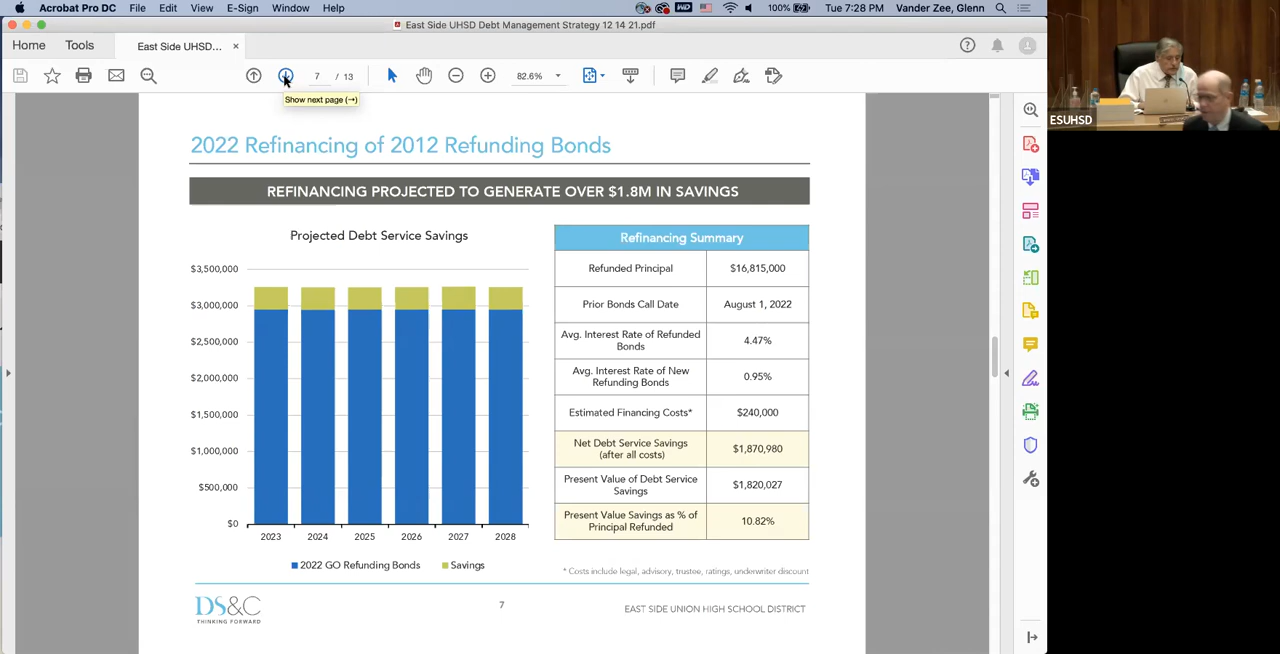 Acrobat Pro DC File Edit View E-Sign Window Help
100% Tue 7:28 PM Vander Zee, Glenn
East Side UHSD Debt Management Strategy 12 14 21.pdf
Home Tools East Side UHSD... ×
7 / 13 82.6%
Show next page (→)
ESUHSD
2022 Refinancing of 2012 Refunding Bonds
REFINANCING PROJECTED TO GENERATE OVER $1.8M IN SAVINGS
Projected Debt Service Savings
$3,500,000
$3,000,000
$2,500,000
$2,000,000
$1,500,000
$1,000,000
$500,000
$0
2023 2024 2025 2026 2027 2028
2022 GO Refunding Bonds Savings
Refinancing Summary
Refunded Principal $16,815,000
Prior Bonds Call Date August 1, 2022
Avg. Interest Rate of Refunded
Bonds 4.47%
Avg. Interest Rate of New
Refunding Bonds 0.95%
Estimated Financing Costs* $240,000
Net Debt Service Savings
(after all costs) $1,870,980
Present Value of Debt Service
Savings $1,820,027
Present Value Savings as % of
Principal Refunded 10.82%
* Costs include legal, advisory, trustee, ratings, underwriter discount
DS&C
THINKING FORWARD
7
EAST SIDE UNION HIGH SCHOOL DISTRICT